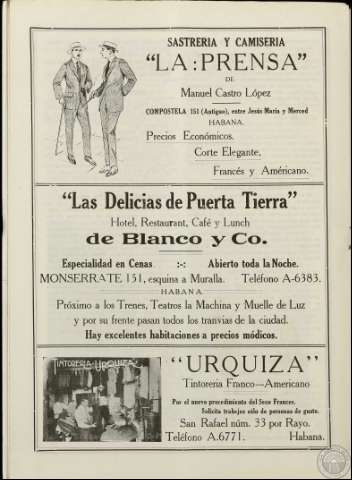 SASTRERIA Y CAMISERIA
"LA:PRENSA"
DE
Manuel Castro López
COMPOSTELA 151 (Antiguo), entre Jesús María y Merced
HABANA.
Precios Económicos.
Corte Elegante,
Francés y Américano.
"Las Delicias de Puerta Tierra"
Hotel, Restaurant, Café y Lunch
de Blanco y Co.
Especialidad en Cenas :-: Abierto toda la Noche.
MONSERRATE 151, esquina a Muralla. Teléfono A-6383.
HABANA
Próximo a los Trenes, Teatros la Machina y Muelle de Luz
y por su frente pasan todos los tranvias de la ciudad.
Hay excelentes habitaciones a precios módicos.
TINTORERIA URQUIZA
"URQUIZA"
Tintoreria Franco—Americano
Por el nuevo procedimiento del Seco Frances.
Solicita trabajos sólo de personas de gusto.
San Rafael núm. 33 por Rayo.
Teléfono A.6771. Habana.